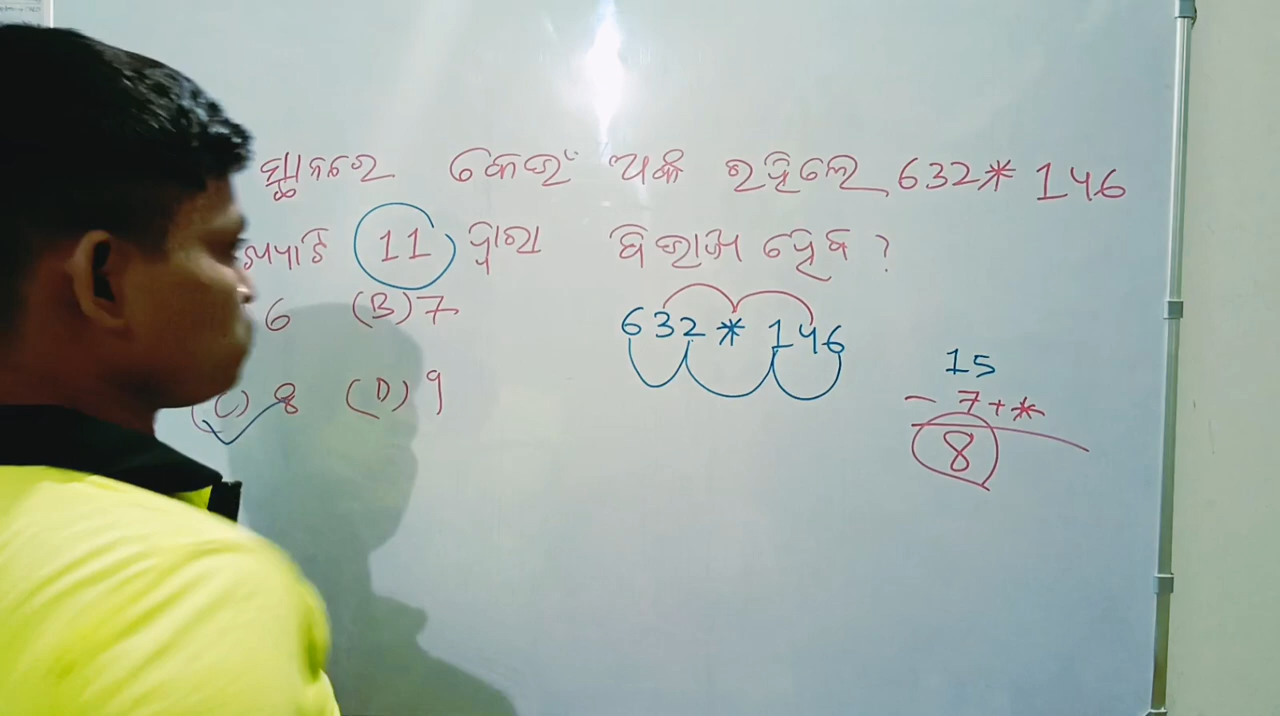 ସ୍ଥାନରେ କେଉଁ ଅଙ୍କ ରହିଲେ 632*146
ଖ୍ୟାଟି 11 ଦ୍ୱାରା ବିଭାଜ୍ୟ ହେବ ?
6 (B) 7
(C) 8 (D) 9
632 * 146
15
- 7+*
8